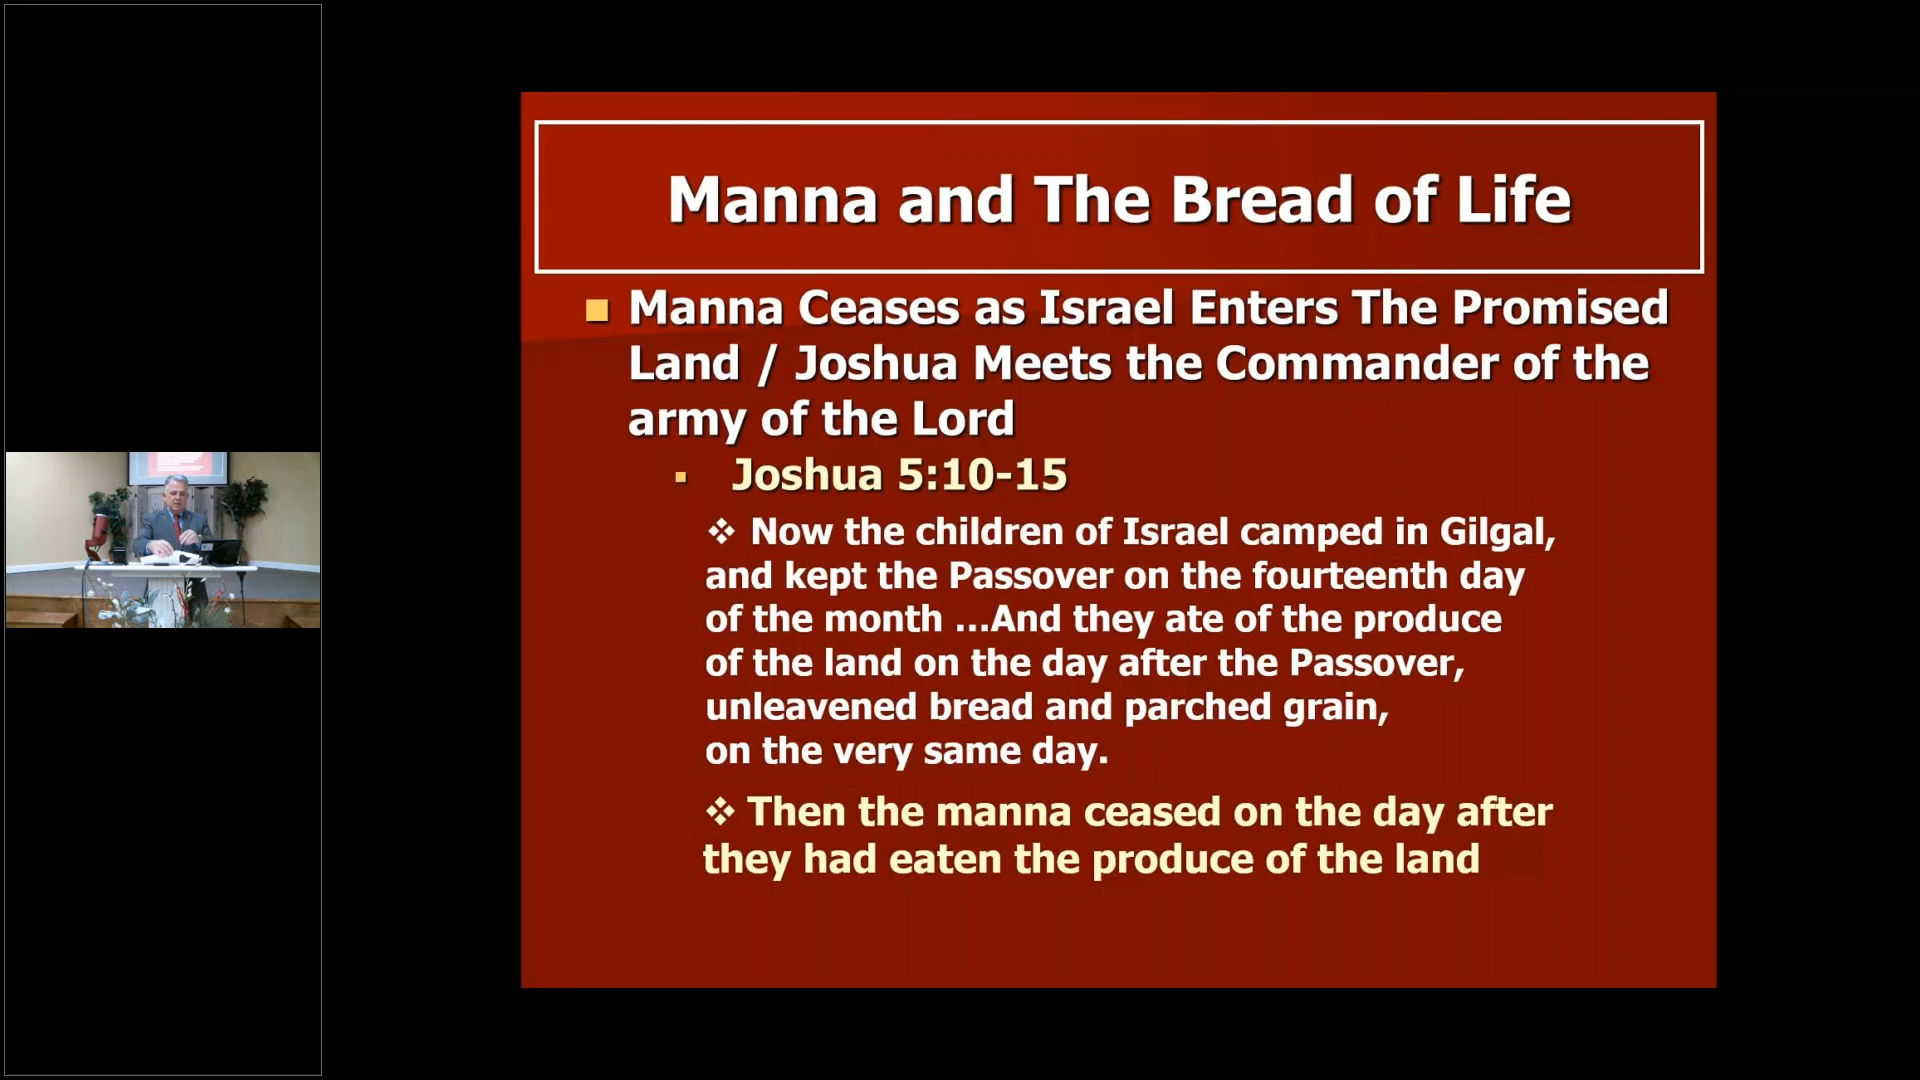 Manna and The Bread of Life
Manna Ceases as Israel Enters The Promised
Land / Joshua Meets the Commander of the
army of the Lord
Joshua 5:10-15
Now the children of Israel camped in Gilgal,
and kept the Passover on the fourteenth day
of the month ...And they ate of the produce
of the land on the day after the Passover,
unleavened bread and parched grain,
on the very same day.
Then the manna ceased on the day after
they had eaten the produce of the land